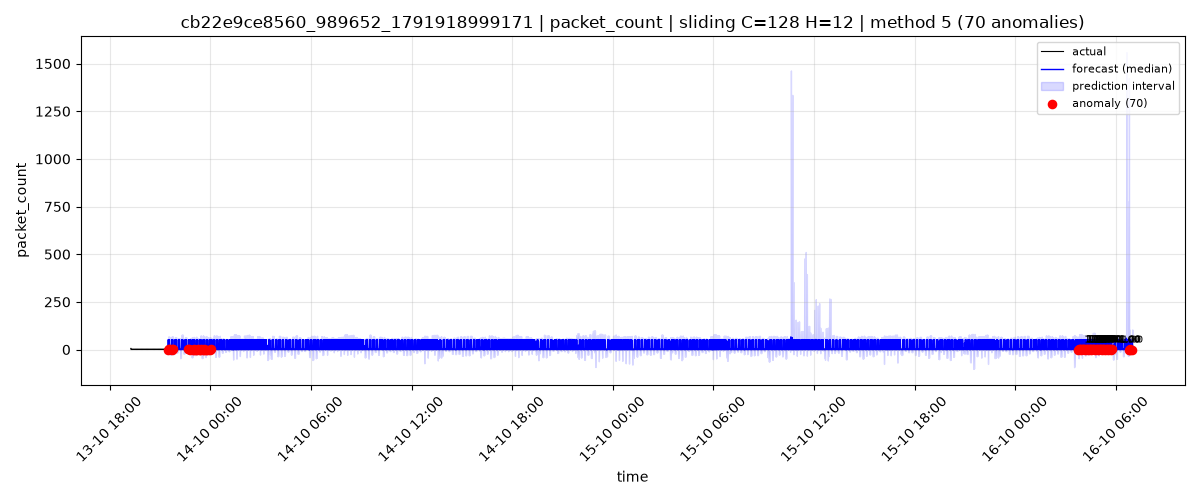 cb22e9ce8560_989652_1791918999171 | packet_count | sliding C=128 H=12 | method 5 (70 anomalies)
actual
forecast (median)
prediction interval
anomaly (70)
packet_count
1500
1250
1000
750
500
250
0
13-10 18:00
14-10 00:00
14-10 06:00
14-10 12:00
14-10 18:00
15-10 00:00
15-10 06:00
15-10 12:00
15-10 18:00
16-10 00:00
16-10 06:00
time